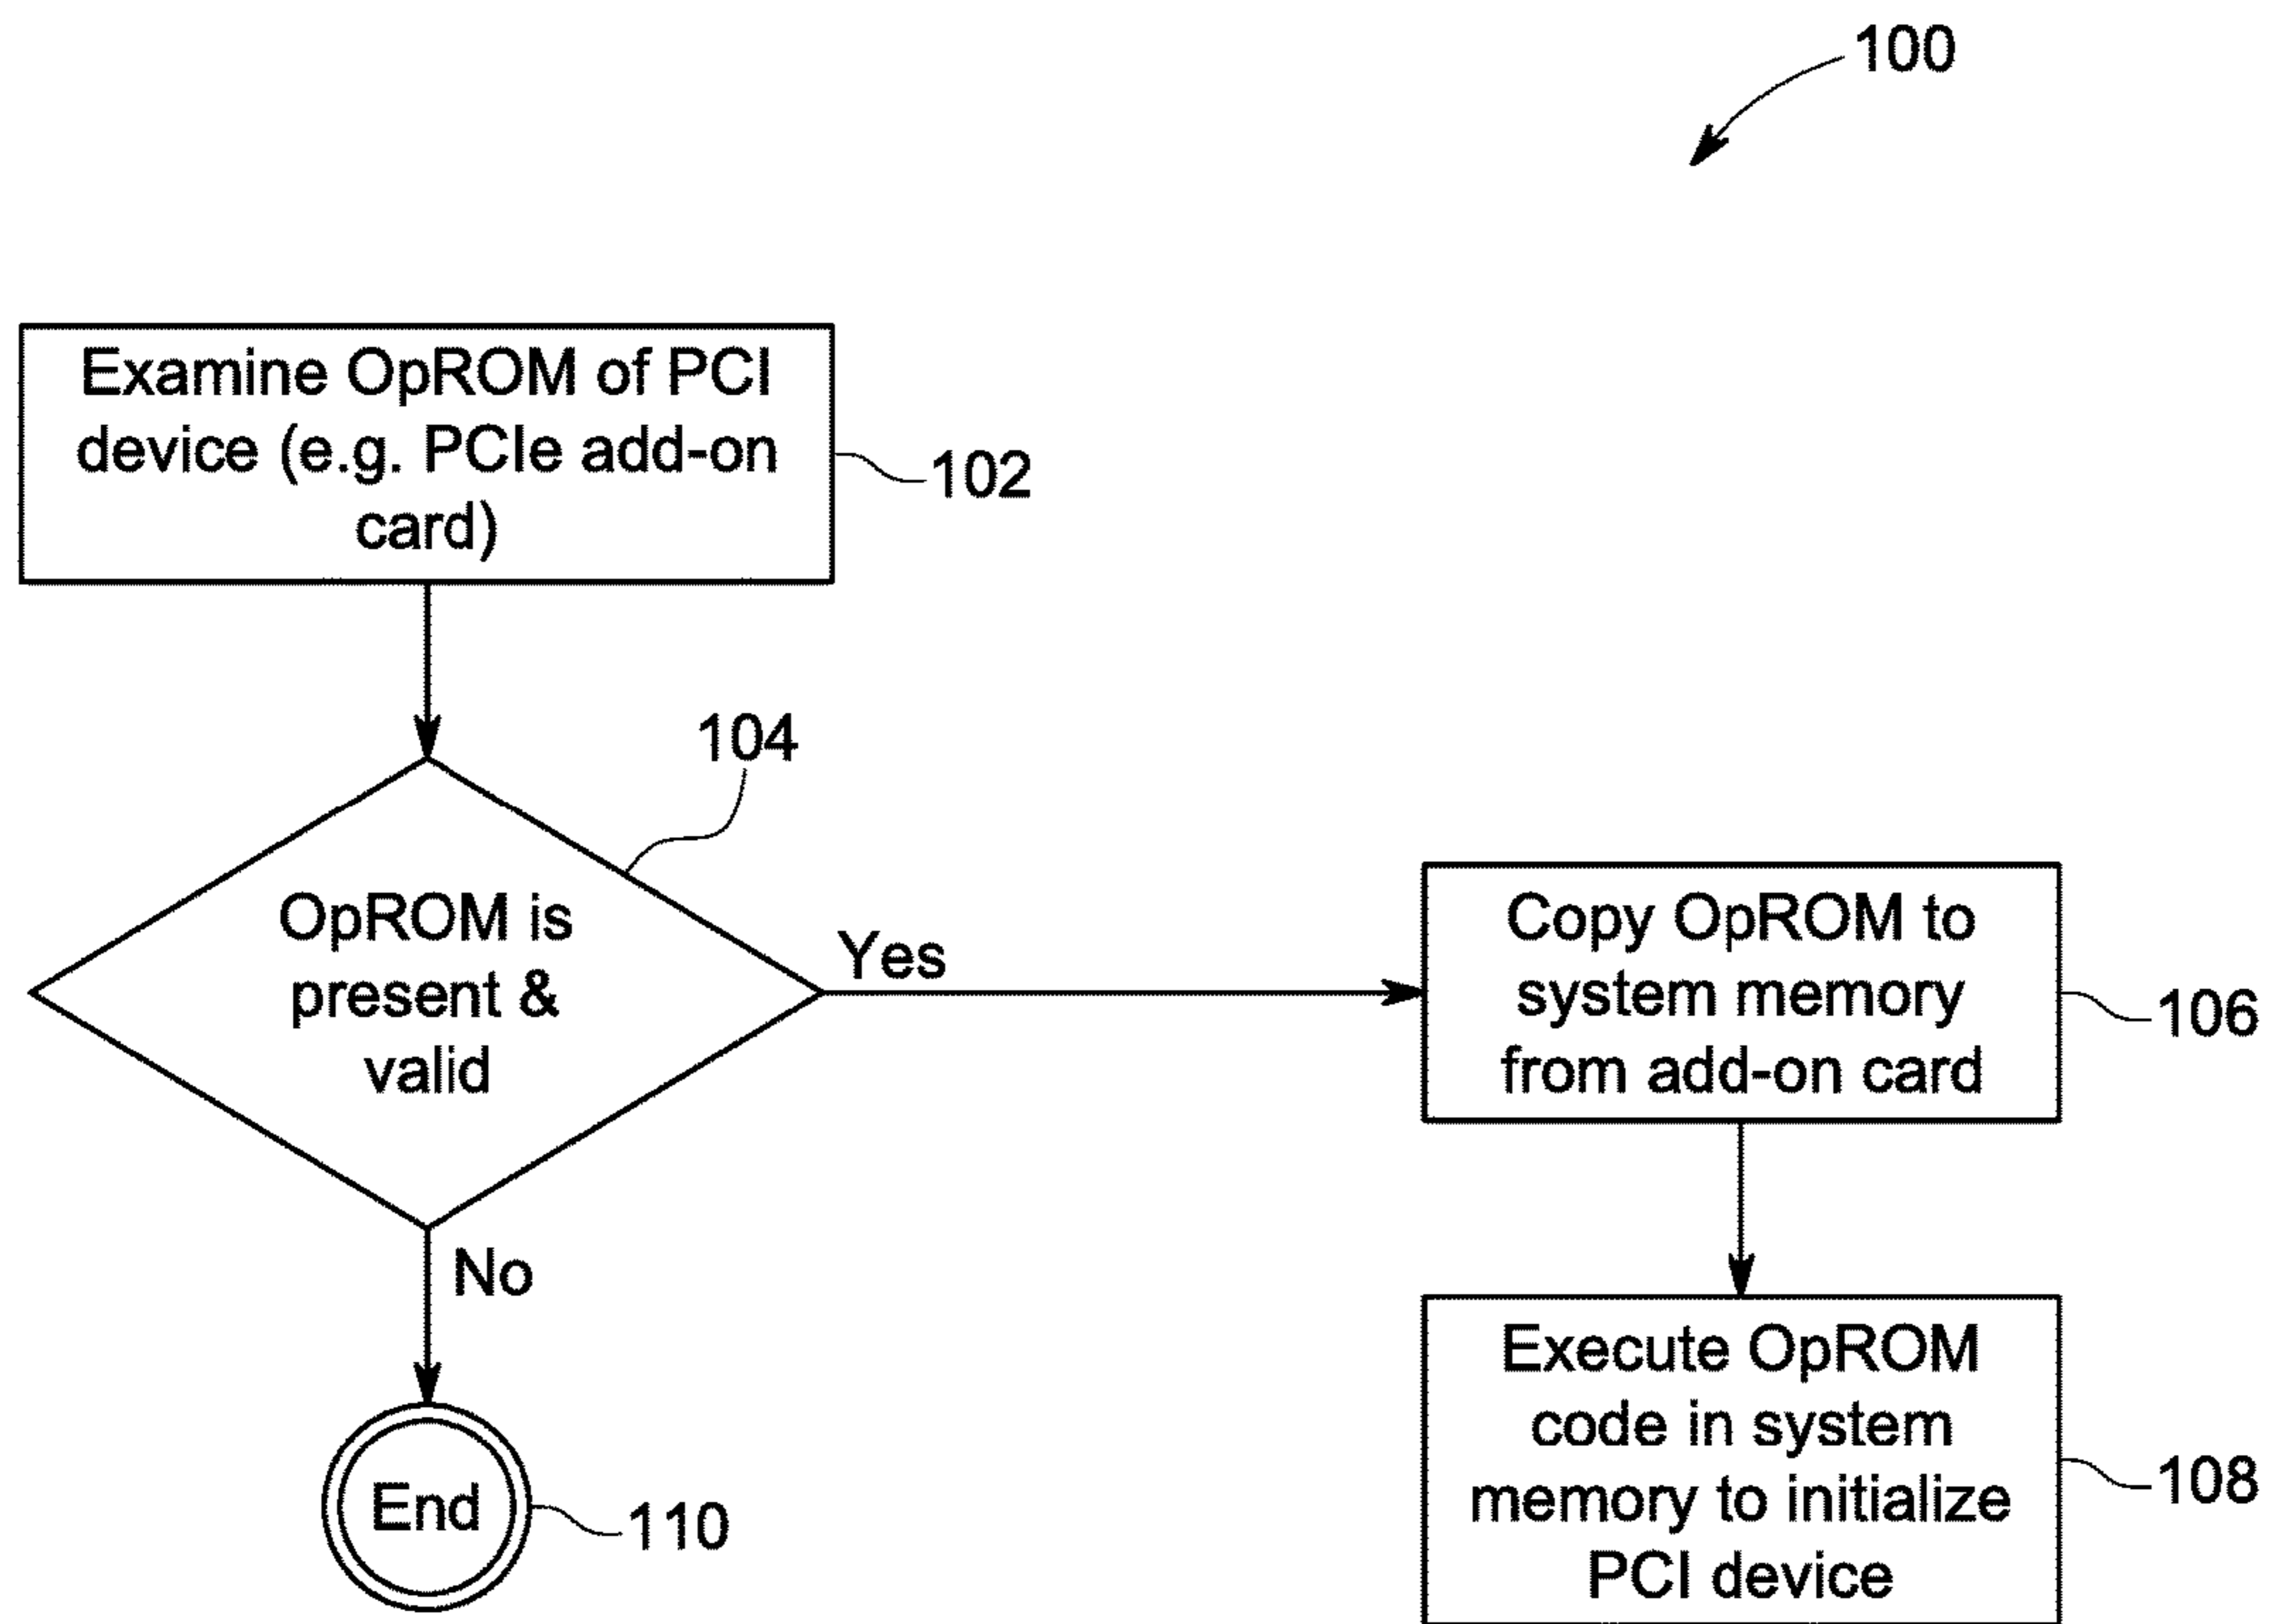 100
Examine OpROM of PCI
device (e.g. PCIe add-on
card)
102
104
OpROM is
present &
valid
Yes
Copy OpROM to
system memory
from add-on card
106
No
Execute OpROM
code in system
memory to initialize
PCI device
108
End
110